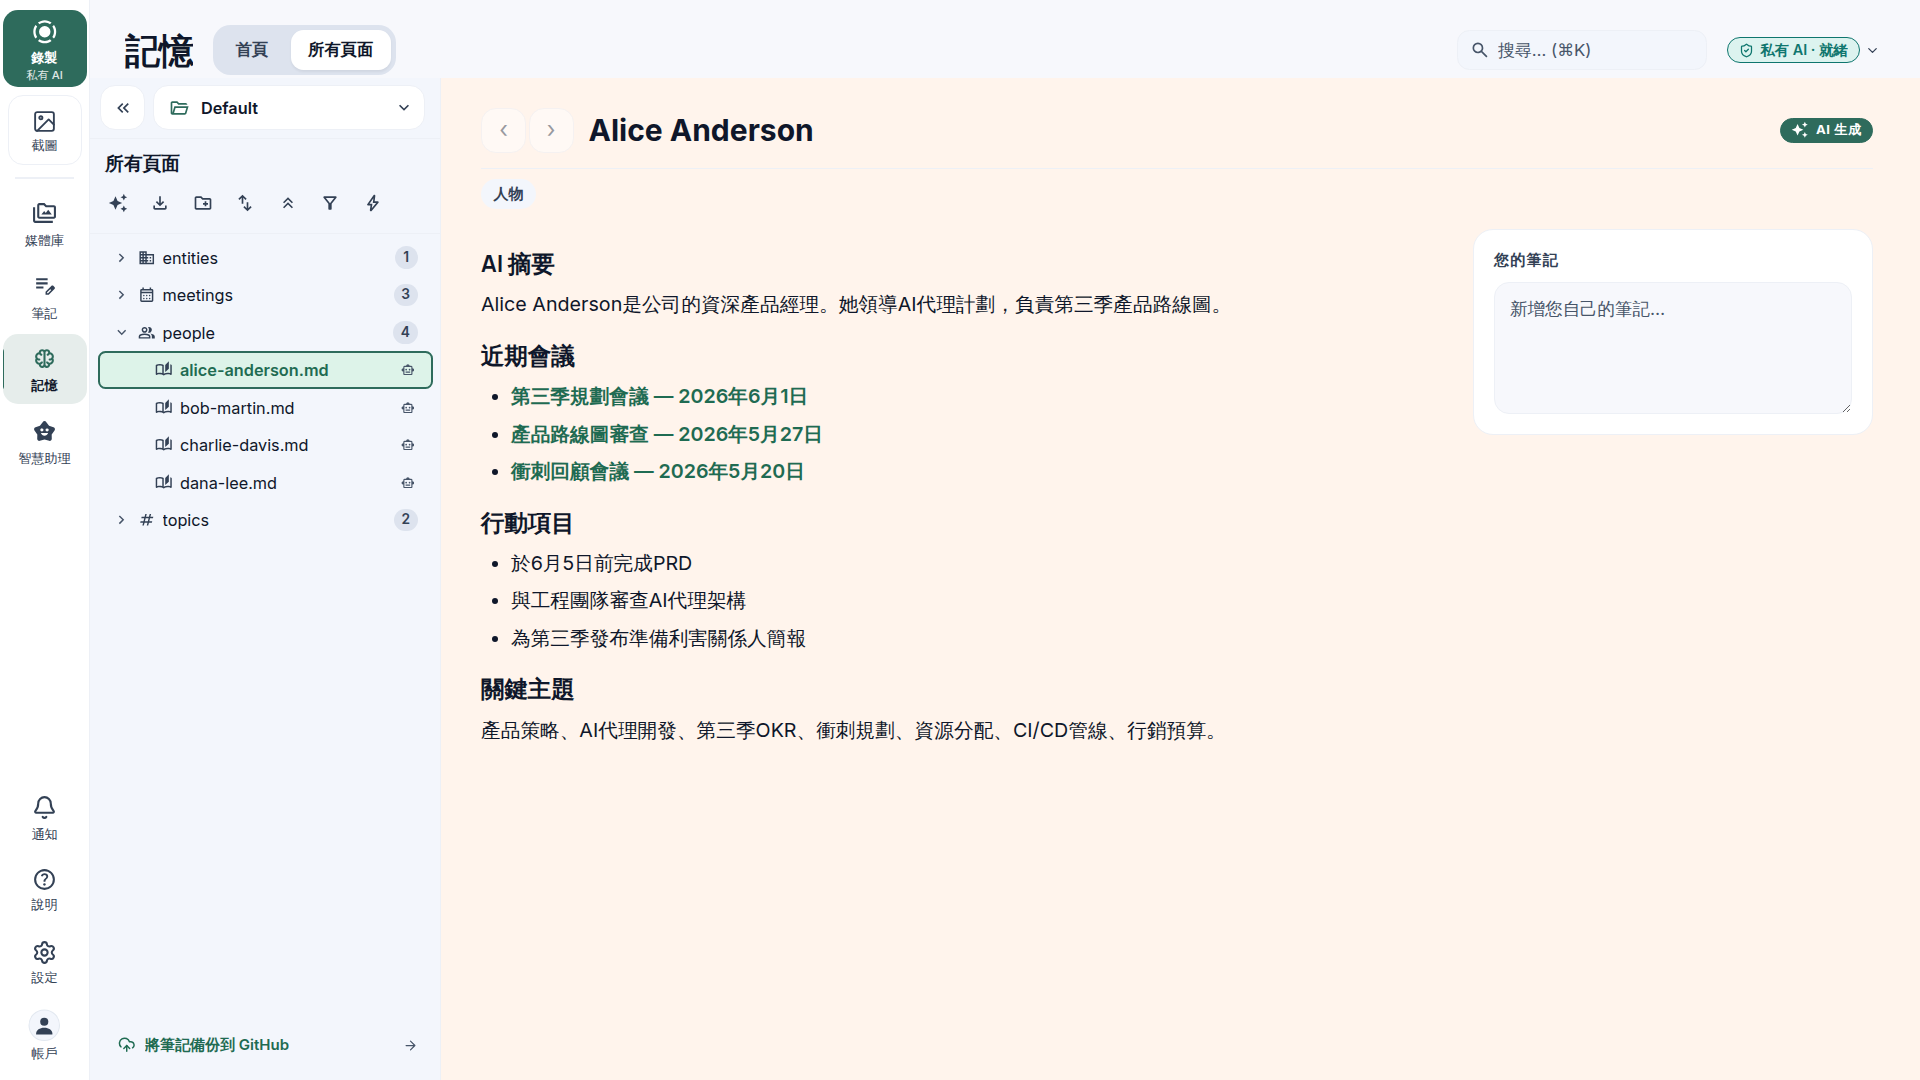 錄製
私有 AI
截圖
媒體庫
筆記
記憶
智慧助理
通知
說明
設定
帳戶
記憶
首頁
所有頁面
搜尋... (⌘K)
私有 AI · 就緒
Default
所有頁面
entities 1
meetings 3
people 4
alice-anderson.md
bob-martin.md
charlie-davis.md
dana-lee.md
topics 2
將筆記備份到 GitHub
Alice Anderson
AI 生成
人物
AI 摘要
Alice Anderson是公司的資深產品經理。她領導AI代理計劃，負責第三季產品路線圖。
近期會議
第三季規劃會議 — 2026年6月1日
產品路線圖審查 — 2026年5月27日
衝刺回顧會議 — 2026年5月20日
行動項目
於6月5日前完成PRD
與工程團隊審查AI代理架構
為第三季發布準備利害關係人簡報
關鍵主題
產品策略、AI代理開發、第三季OKR、衝刺規劃、資源分配、CI/CD管線、行銷預算。
您的筆記
新增您自己的筆記...